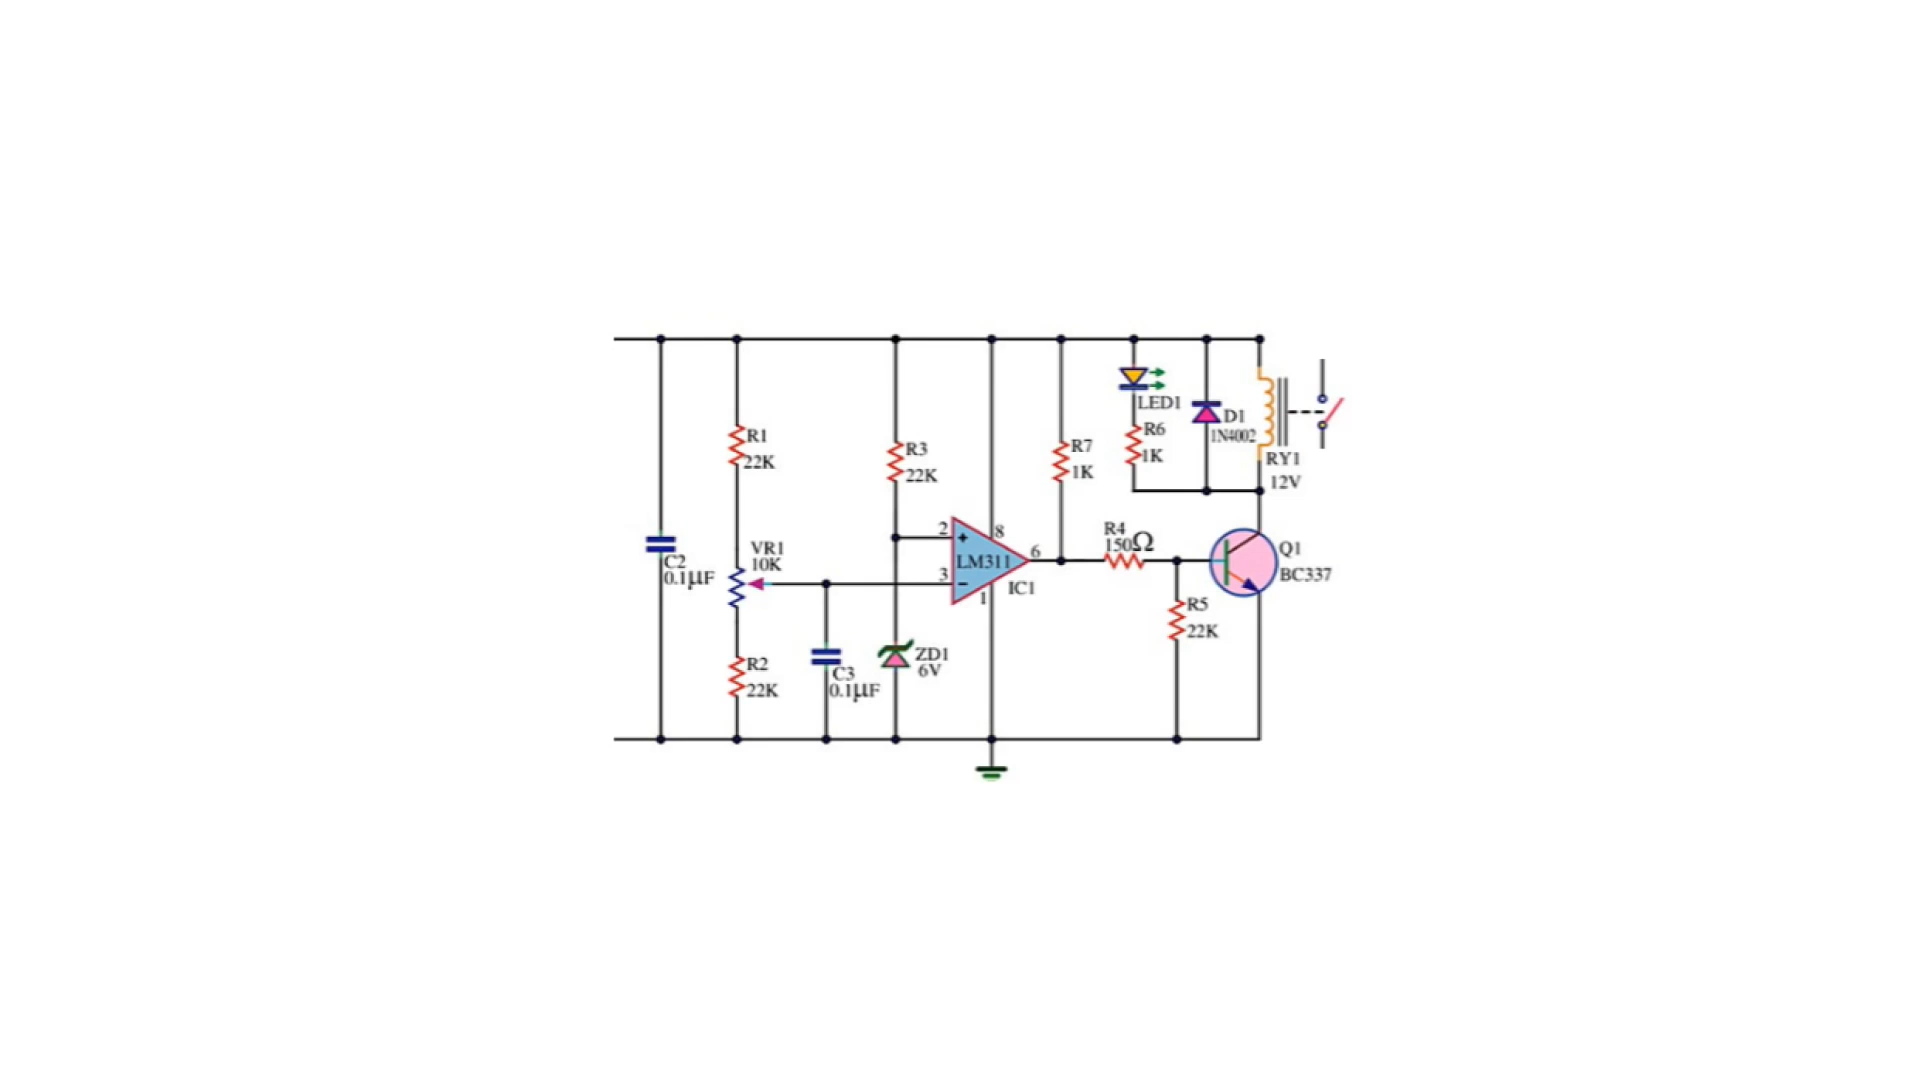 R1
22K
C2
0.1µF
VR1
10K
R2
22K
C3
0.1µF
R3
22K
ZD1
6V
2
+
3
−
LM311
8
1
6
IC1
R7
1K
R4
150Ω
R5
22K
LED1
R6
1K
D1
1N4002
RY1
12V
Q1
BC337